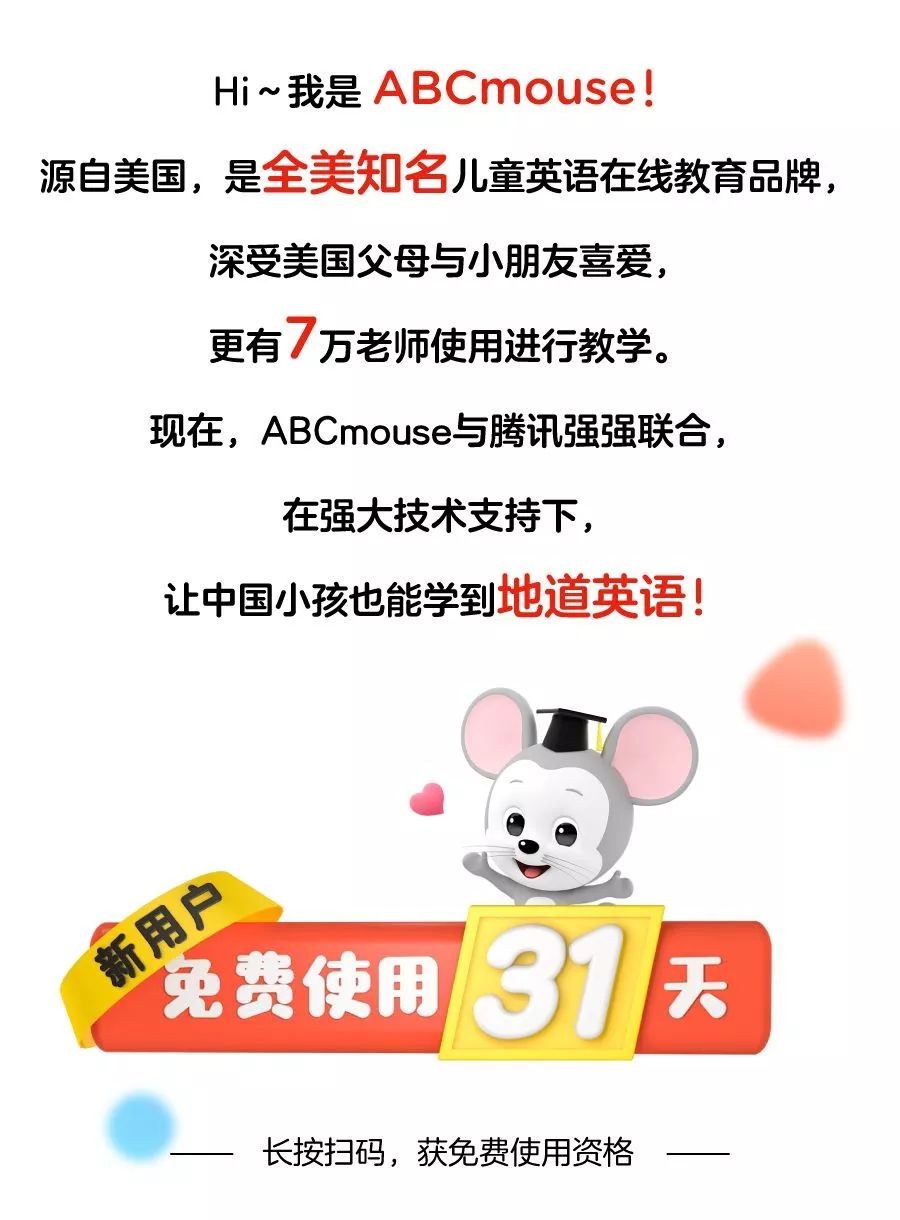 Hi～我是 ABCmouse！
源自美国，是全美知名儿童英语在线教育品牌，
深受美国父母与小朋友喜爱，
更有7万老师使用进行教学。
现在，ABCmouse与腾讯强强联合，
在强大技术支持下，
让中国小孩也能学到地道英语！
新用户
免费使用31天
长按扫码，获免费使用资格